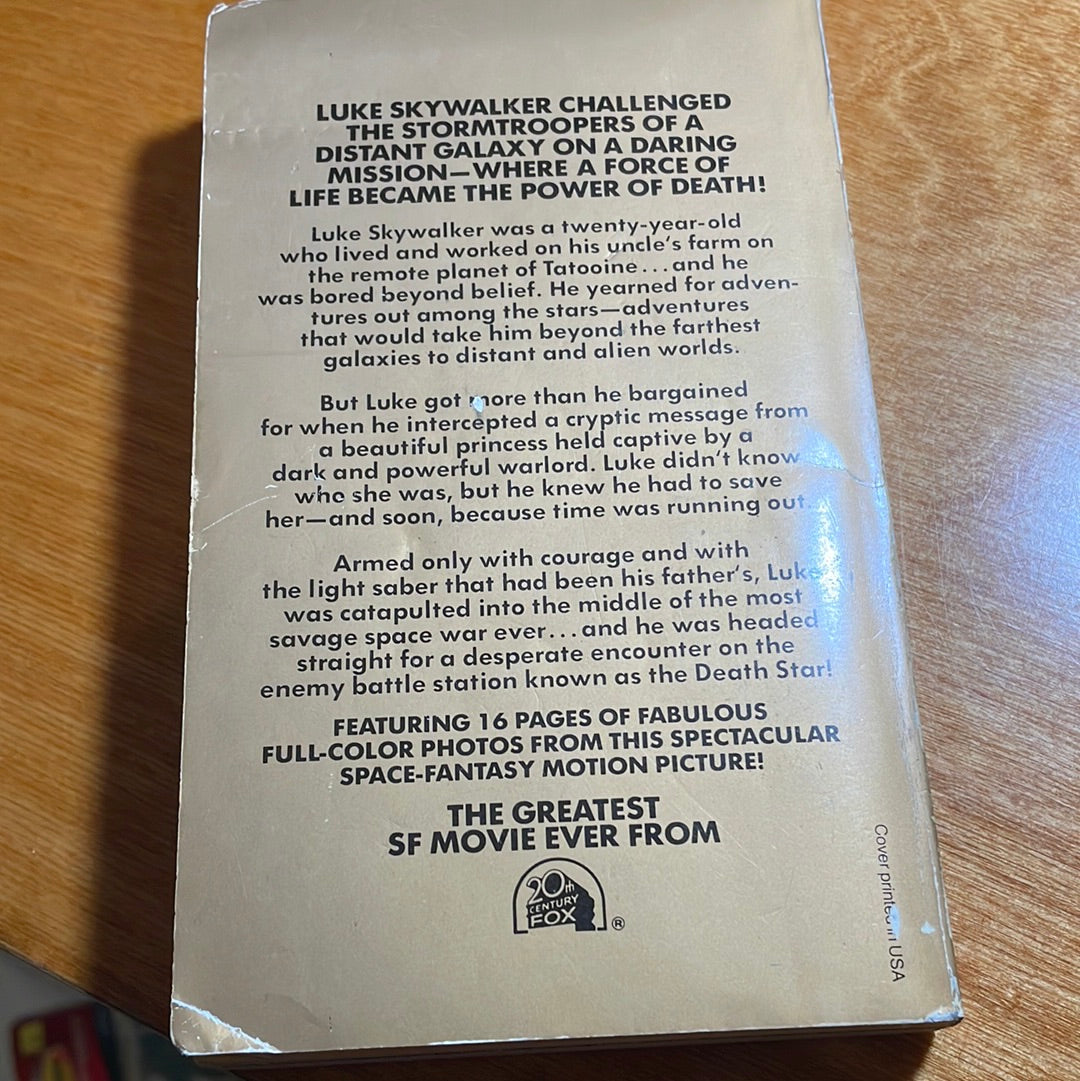 LUKE SKYWALKER CHALLENGED
THE STORMTROOPERS OF A
DISTANT GALAXY ON A DARING
MISSION—WHERE A FORCE OF
LIFE BECAME THE POWER OF DEATH!
Luke Skywalker was a twenty-year-old
who lived and worked on his uncle's farm on
the remote planet of Tatooine...and he
was bored beyond belief. He yearned for adven-
tures out among the stars—adventures
that would take him beyond the farthest
galaxies to distant and alien worlds.
But Luke got more than he bargained
for when he intercepted a cryptic message from
a beautiful princess held captive by a
dark and powerful warlord. Luke didn't know
who she was, but he knew he had to save
her—and soon, because time was running out.
Armed only with courage and with
the light saber that had been his father's, Luke
was catapulted into the middle of the most
savage space war ever...and he was headed
straight for a desperate encounter on the
enemy battle station known as the Death Star!
FEATURING 16 PAGES OF FABULOUS
FULL-COLOR PHOTOS FROM THIS SPECTACULAR
SPACE-FANTASY MOTION PICTURE!
THE GREATEST
SF MOVIE EVER FROM
20th
CENTURY
FOX
®
Cover printed in USA